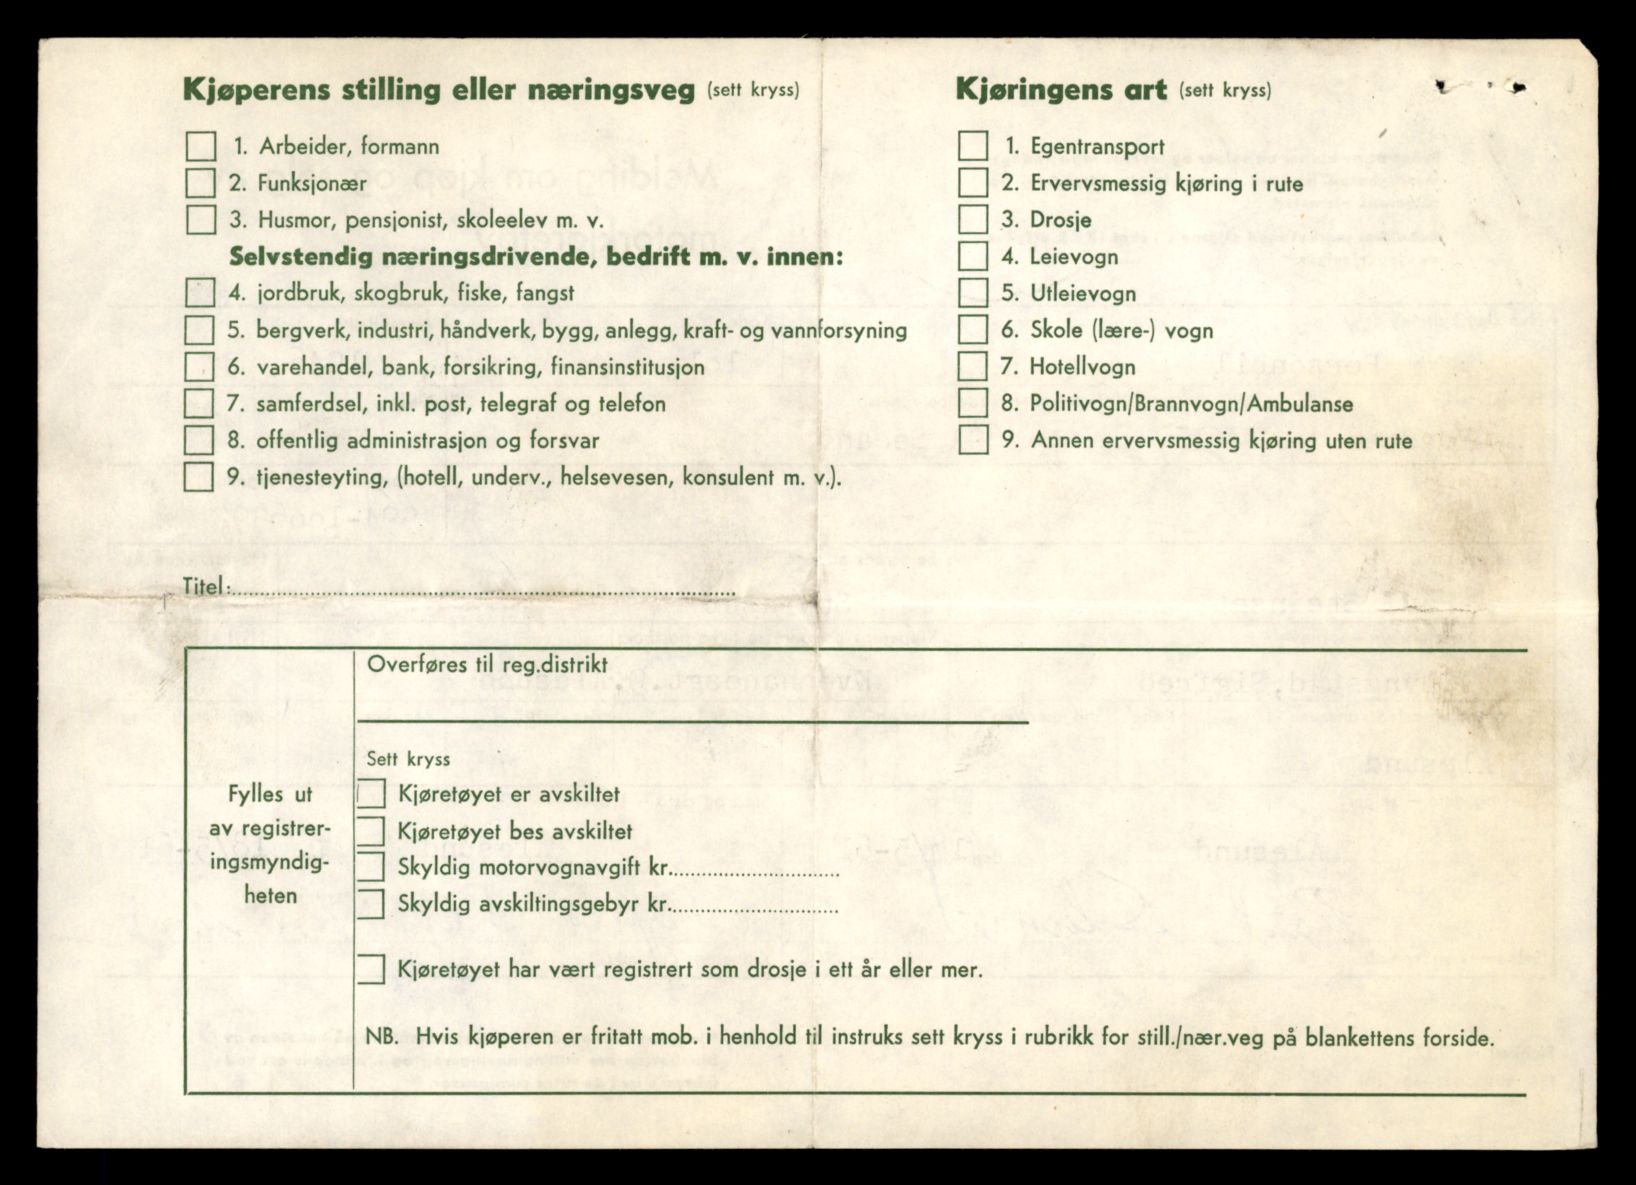 Kjøperens stilling eller næringsveg (sett kryss)
1. Arbeider, formann
2. Funksjonær
3. Husmor, pensjonist, skoleelev m. v.
Selvstendig næringsdrivende, bedrift m. v. innen:
4. jordbruk, skogbruk, fiske, fangst
5. bergverk, industri, håndverk, bygg, anlegg, kraft- og vannforsyning
6. varehandel, bank, forsikring, finansinstitusjon
7. samferdsel, inkl. post, telegraf og telefon
8. offentlig administrasjon og forsvar
9. tjenesteyting, (hotell, underv., helsevesen, konsulent m. v.).
Titel:
Kjøringens art (sett kryss)
1. Egentransport
2. Ervervsmessig kjøring i rute
3. Drosje
4. Leievogn
5. Utleievogn
6. Skole (lære-) vogn
7. Hotellvogn
8. Politivogn/Brannvogn/Ambulanse
9. Annen ervervsmessig kjøring uten rute
Fylles ut
av registrer-
ingsmyndig-
heten
Overføres til reg.distrikt
Sett kryss
Kjøretøyet er avskiltet
Kjøretøyet bes avskiltet
Skyldig motorvognavgift kr.
Skyldig avskiltingsgebyr kr.
Kjøretøyet har vært registrert som drosje i ett år eller mer.
NB. Hvis kjøperen er fritatt mob. i henhold til instruks sett kryss i rubrikk for still./nær.veg på blankettens forside.